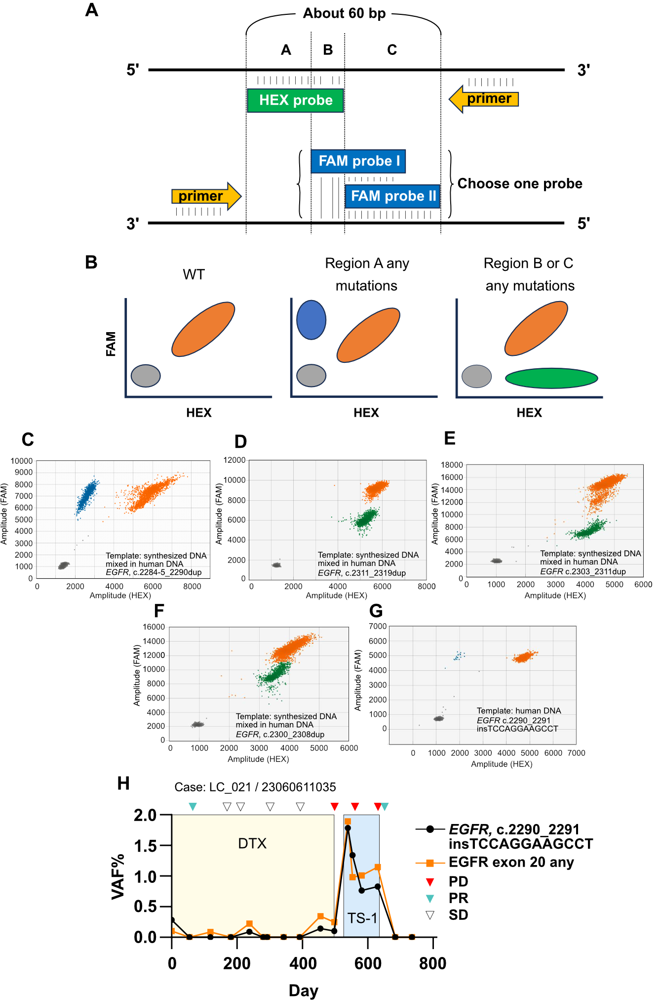 A
About 60 bp
A B C
5' 3'
HEX probe
primer
FAM probe I
Choose one probe
FAM probe II
primer
3' 5'
B
WT
Region A any
mutations
Region B or C
any mutations
FAM
HEX
HEX
HEX
C
10000
9000
8000
7000
6000
5000
4000
3000
2000
1000
0
Amplitude (FAM)
Template: synthesized DNA
mixed in human DNA
EGFR, c.2284-5_2290dup
0 2000 4000 6000 8000
Amplitude (HEX)
D
12000
10000
8000
6000
4000
2000
0
Amplitude (FAM)
Template: synthesized DNA
mixed in human DNA
EGFR, c.2311_2319dup
0 2000 4000 6000 8000
Amplitude (HEX)
E
18000
16000
14000
12000
10000
8000
6000
4000
2000
0
Amplitude (FAM)
Template: synthesized DNA
mixed in human DNA
EGFR c.2303_2311dup
0 1000 2000 3000 4000 5000 6000
Amplitude (HEX)
F
16000
14000
12000
10000
8000
6000
4000
2000
0
Amplitude (FAM)
Template: synthesized DNA
mixed in human DNA
EGFR, c.2300_2308dup
0 1000 2000 3000 4000 5000 6000
Amplitude (HEX)
G
7000
6000
5000
4000
3000
2000
1000
0
Amplitude (FAM)
Template: human DNA
EGFR c.2290_2291
insTCCAGGAAGCCT
0 1000 2000 3000 4000 5000 6000 7000
Amplitude (HEX)
H
Case: LC_021 / 23060611035
2.0
1.5
1.0
0.5
0.0
VAF%
DTX
TS-1
0 200 400 600 800
Day
EGFR, c.2290_2291
insTCCAGGAAGCCT
EGFR exon 20 any
PD
PR
SD